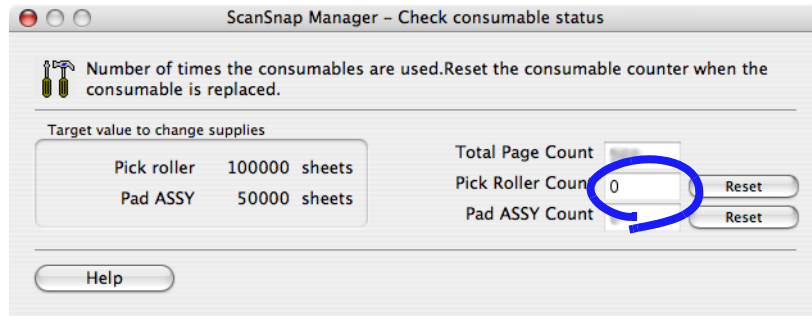 ScanSnap Manager – Check consumable status
Number of times the consumables are used.Reset the consumable counter when the
consumable is replaced.
Target value to change supplies
Pick roller 100000 sheets
Pad ASSY 50000 sheets
Total Page Count
Pick Roller Count 0 Reset
Pad ASSY Count Reset
Help